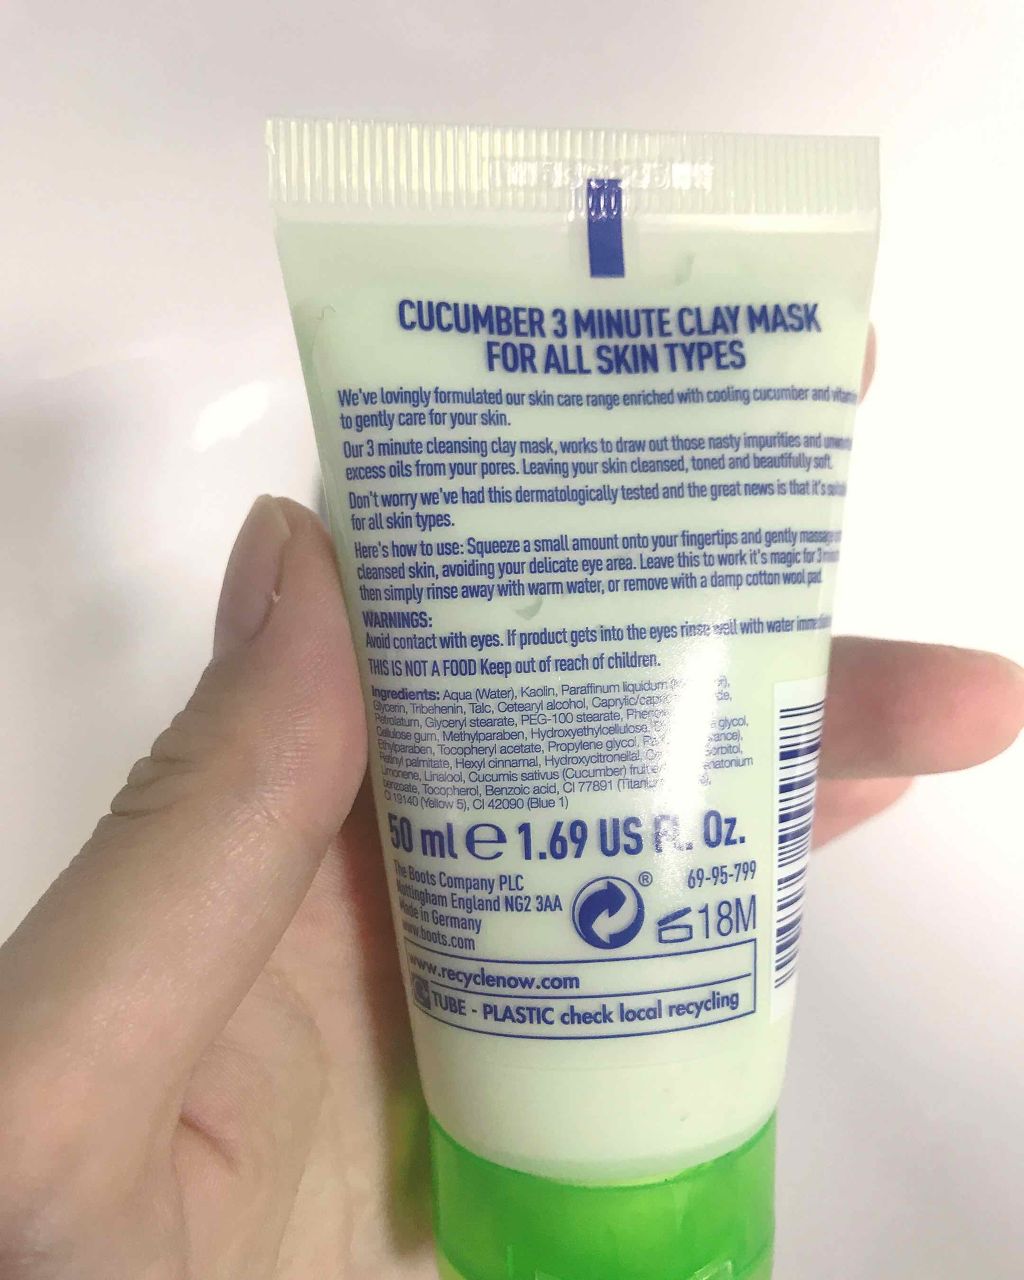 CUCUMBER 3 MINUTE CLAY MASK
FOR ALL SKIN TYPES
We've lovingly formulated our skin care range enriched with cooling cucumber and
to gently care for your skin.
Our 3 minute cleansing clay mask, works to draw out those nasty impurities and
excess oils from your pores. Leaving your skin cleansed, toned and beautifully soft.
Don't worry we've had this dermatologically tested and the great news is that it's
for all skin types.
Here's how to use: Squeeze a small amount onto your fingertips and gently massage
cleansed skin, avoiding your delicate eye area. Leave this to work it's magic for 3
then simply rinse away with warm water, or remove with a damp cotton wool pad.
WARNINGS:
Avoid contact with eyes. If product gets into the eyes rinse well with water
THIS IS NOT A FOOD Keep out of reach of children.
Ingredients: Aqua (Water), Kaolin, Paraffinum liquidum
Glycerin, Tribehenin, Talc, Cetearyl alcohol,
Petrolatum, Glyceryl stearate, PEG-100 stearate, glycol,
Cellulose gum, Methylparaben, Hydroxyethylcellulose,
Ethylparaben, Tocopheryl acetate, Propylene glycol, Sorbitol,
Retinyl palmitate, Hexyl cinnamal, Hydroxycitronellal,
Limonene, Linalool, Cucumis sativus (Cucumber)
benzoate, Tocopherol, Benzoic acid, CI 77891
CI 19140 (Yellow 5), CI 42090 (Blue 1)
50 ml e 1.69 US FL. Oz.
The Boots Company PLC
Nottingham England NG2 3AA
Made in Germany
www.boots.com
® 69-95-799
18M
www.recyclenow.com
TUBE - PLASTIC check local recycling